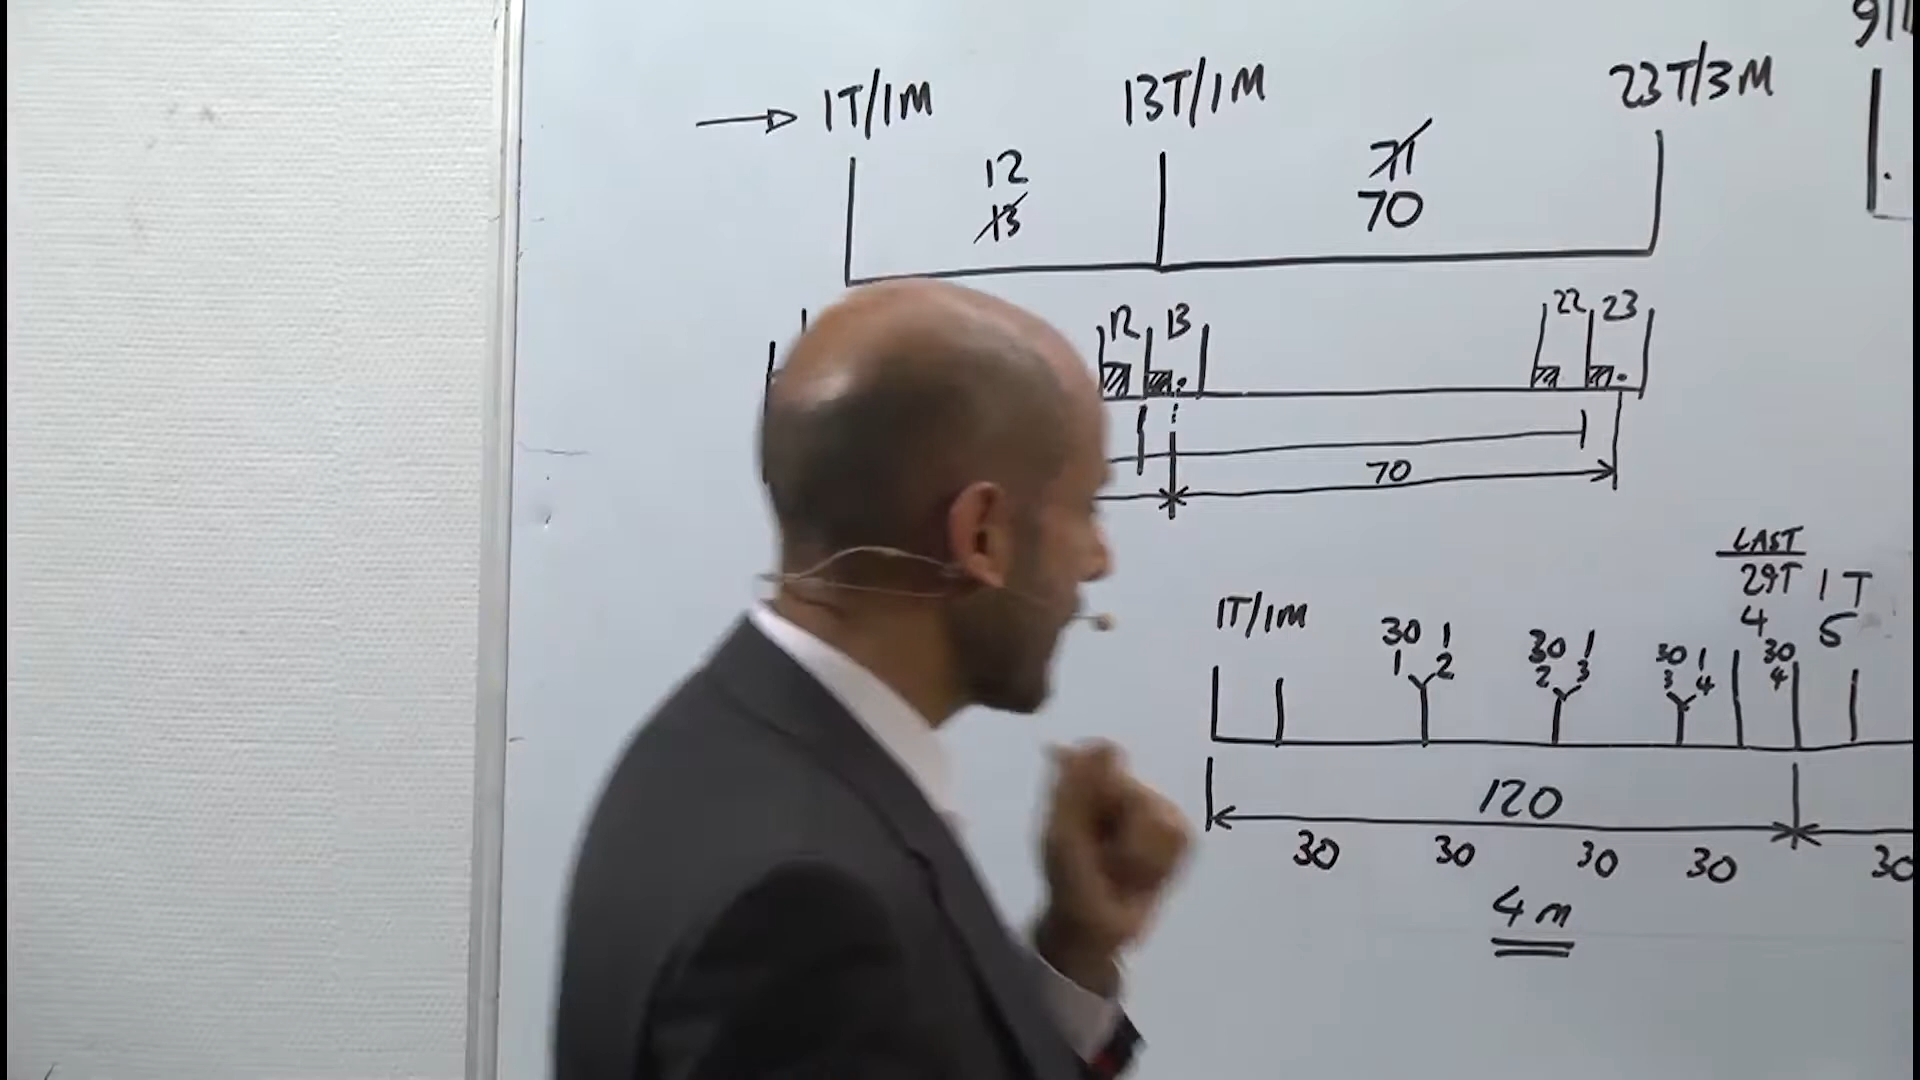 911
1T/1M 13T/1M 23T/3M
12 71
13 70
12 13 22 23
70
LAST
1T/1M 29T 1T
30 1 30 1 30 1 4 5
1 2 2 3 3 4 30
4
120
30 30 30 30 30
4 m